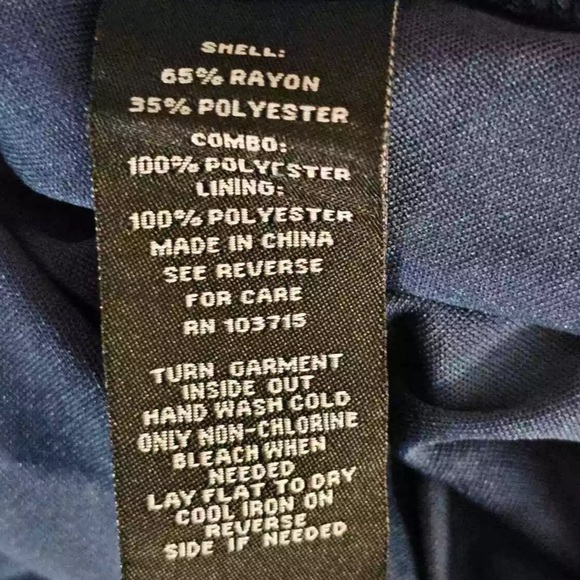 SHELL:
65% RAYON
35% POLYESTER
COMBO:
100% POLYESTER
LINING:
100% POLYESTER
MADE IN CHINA
SEE REVERSE
FOR CARE
RN 103715
TURN GARMENT
INSIDE OUT
HAND WASH COLD
ONLY NON-CHLORINE
BLEACH WHEN
NEEDED
LAY FLAT TO DRY
COOL IRON ON
REVERSE
SIDE IF NEEDED